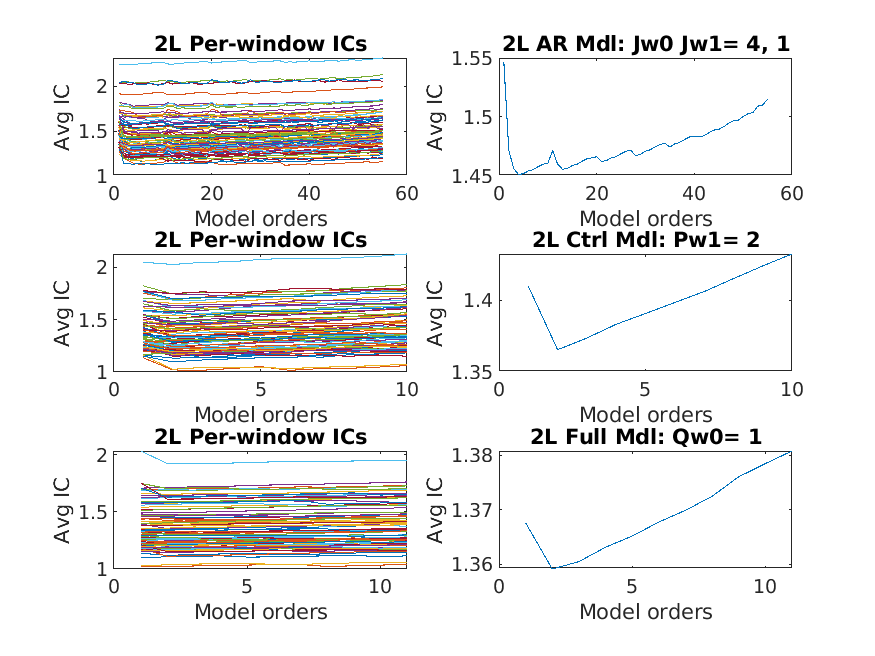 2L Per-window ICs
2L AR Mdl: Jw0 Jw1= 4, 1
Avg IC
2
1.5
1
0
20
40
60
Model orders
Avg IC
1.55
1.5
1.45
0
20
40
60
Model orders
2L Per-window ICs
2L Ctrl Mdl: Pw1= 2
Avg IC
2
1.5
1
0
5
10
Model orders
Avg IC
1.4
1.35
0
5
10
Model orders
2L Per-window ICs
2L Full Mdl: Qw0= 1
Avg IC
2
1.5
1
0
5
10
Model orders
Avg IC
1.38
1.37
1.36
0
5
10
Model orders